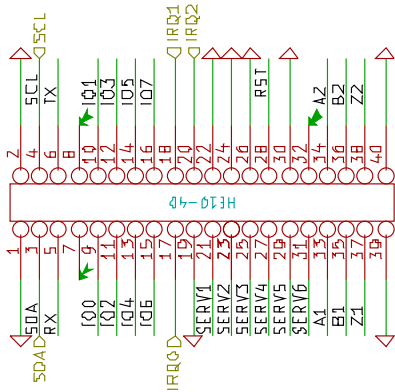 SCL
IRQ1
IRQ2
SCL
TX
IO1
IO3
IO5
IO7
RST
A2
B2
Z2
2
4
6
8
10
12
14
16
18
20
22
24
26
28
30
32
34
36
38
40
HE10-40
1
3
5
7
9
11
13
15
17
19
21
23
25
27
29
31
33
35
37
39
SDA
RX
IO0
IO2
IO4
IO6
SERV1
SERV2
SERV3
SERV4
SERV5
SERV6
A1
B1
Z1
SDA
IRQ0